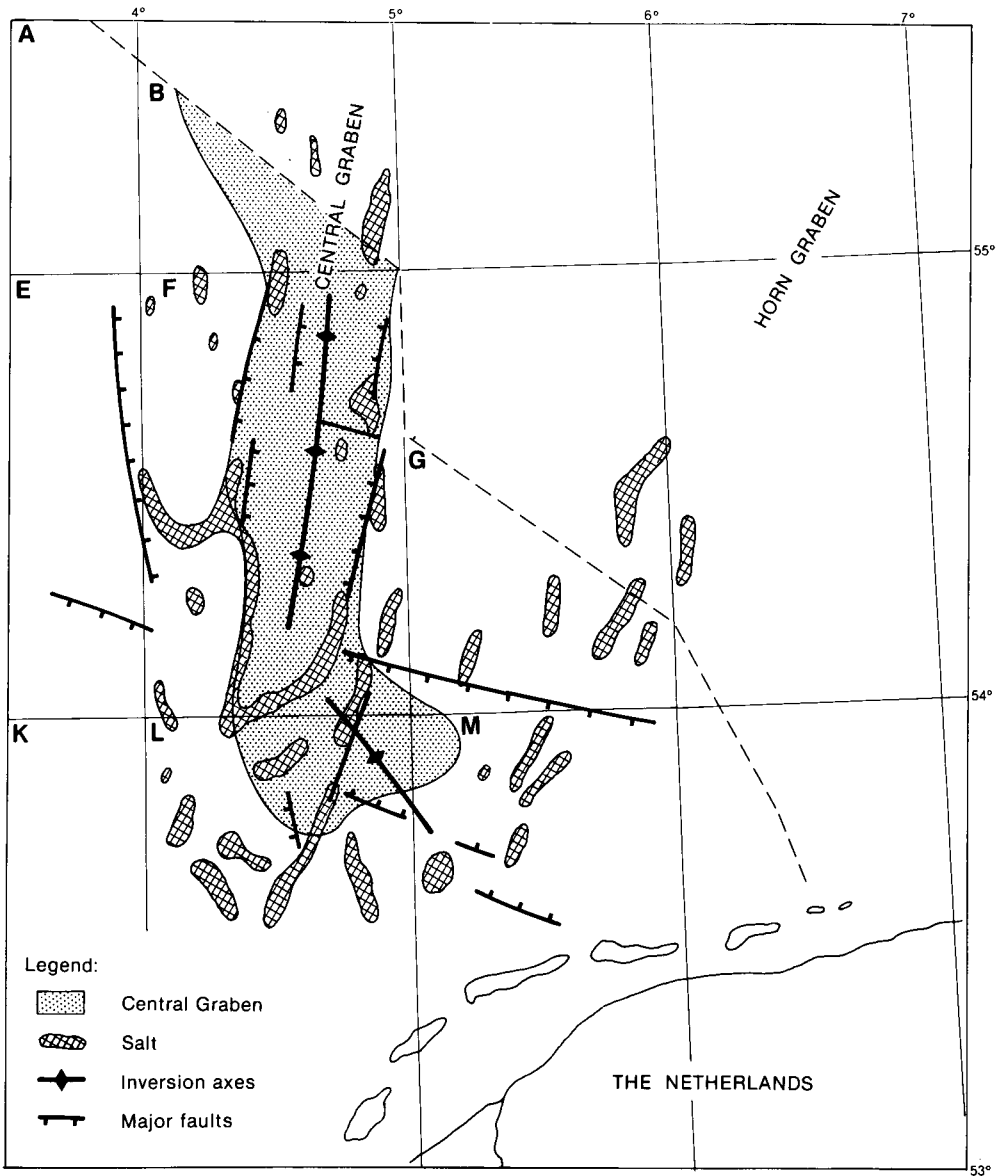 4°
5°
6°
7°
A
B
CENTRAL GRABEN
HORN GRABEN
55°
E
F
G
54°
K
L
M
Legend:
Central Graben
Salt
Inversion axes
Major faults
THE NETHERLANDS
53°